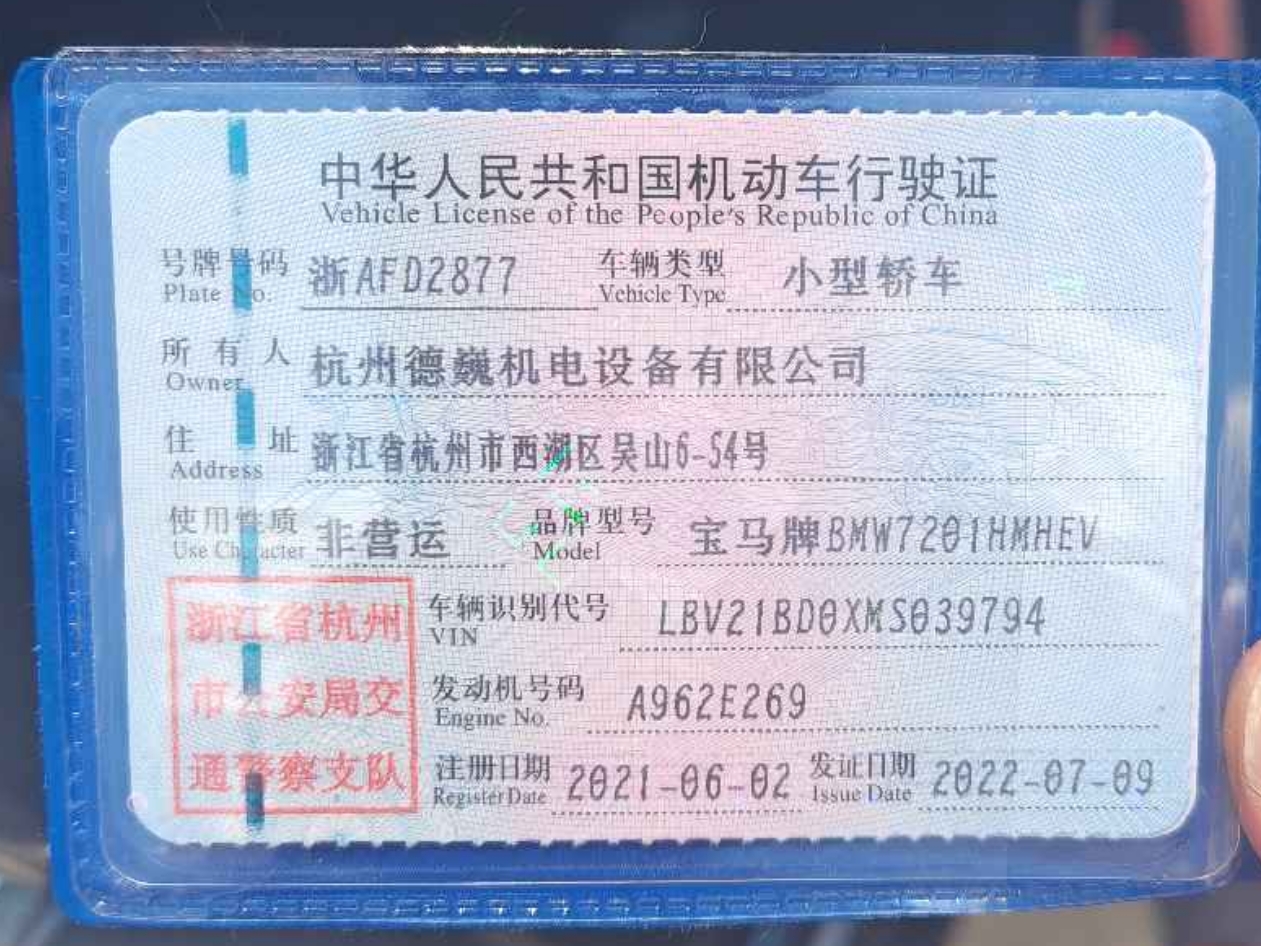 中华人民共和国机动车行驶证
Vehicle License of the People's Republic of China
号牌号码 浙AFD2877 车辆类型 小型轿车
Plate No. Vehicle Type
所有人 杭州德巍机电设备有限公司
Owner
住址 浙江省杭州市西湖区吴山6-54号
Address
使用性质 非营运 品牌型号 宝马牌BMW7201HMHEV
Use Character Model
浙江省杭州 车辆识别代号 LBV21BD0XMS039794
VIN
市公安局交 发动机号码 A962E269
Engine No.
通警察支队 注册日期 2021-06-02 发证日期 2022-07-09
Register Date Issue Date